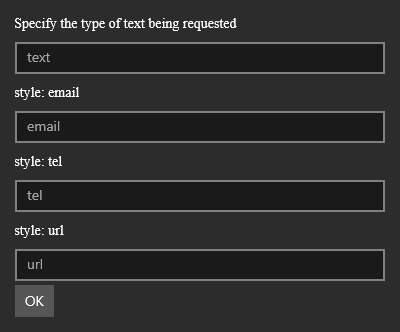 Specify the type of text being requested
text
style: email
email
style: tel
tel
style: url
url
OK